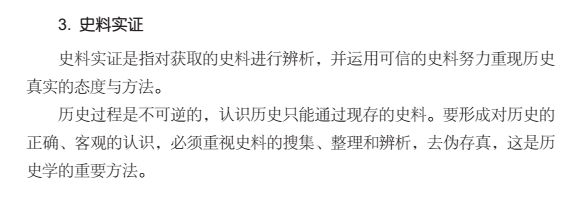 3. 史料实证
史料实证是指对获取的史料进行辨析，并运用可信的史料努力重现历史
真实的态度与方法。
历史过程是不可逆的，认识历史只能通过现存的史料。要形成对历史的
正确、客观的认识，必须重视史料的搜集、整理和辨析，去伪存真，这是历
史学的重要方法。